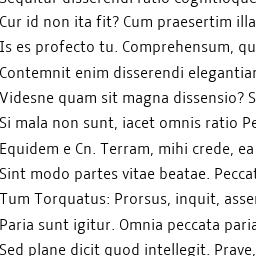 Sequitur disserendi ratio cognitioque
Cur id non ita fit? Cum praesertim illa
Is es profecto tu. Comprehensum, qu
Contemnit enim disserendi elegantiar
Videsne quam sit magna dissensio? S
Si mala non sunt, iacet omnis ratio Pe
Equidem e Cn. Terram, mihi crede, ea
Sint modo partes vitae beatae. Peccat
Tum Torquatus: Prorsus, inquit, asse
Paria sunt igitur. Omnia peccata paria
Sed plane dicit quod intellegit. Prave,